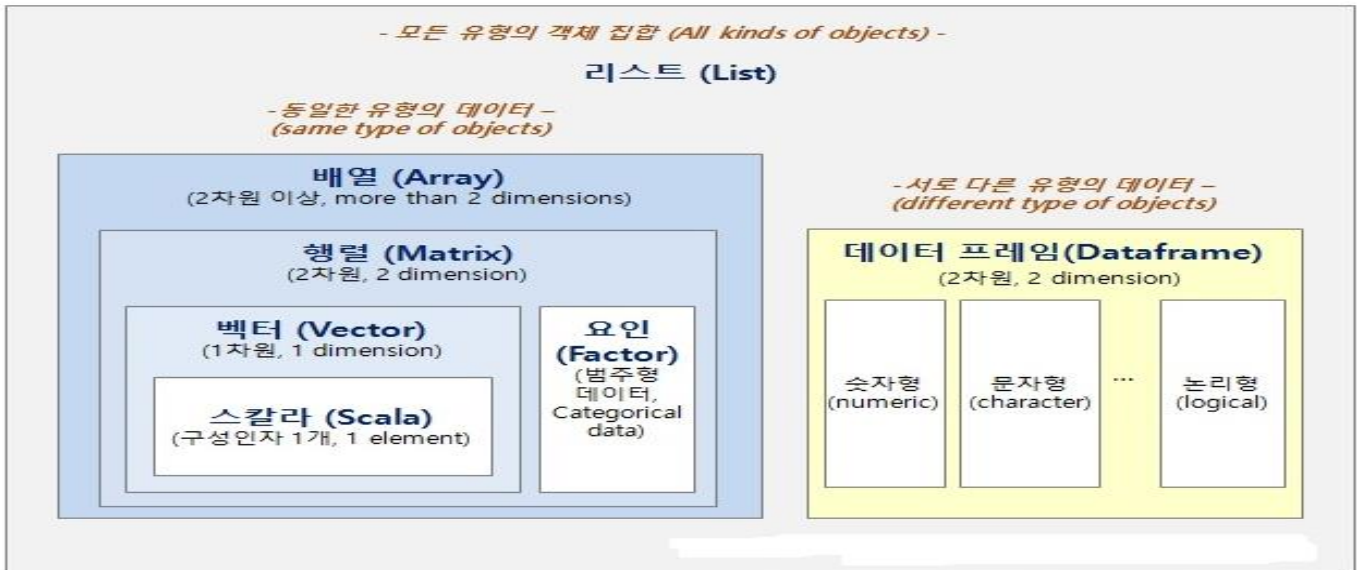 - 모든 유형의 객체 집합 (All kinds of objects) -
리스트 (List)
- 동일한 유형의 데이터 –
(same type of objects)
배열 (Array)
(2차원 이상, more than 2 dimensions)
행렬 (Matrix)
(2차원, 2 dimension)
벡터 (Vector)
(1차원, 1 dimension)
스칼라 (Scala)
(구성인자 1개, 1 element)
요인
(Factor)
(범주형
데이터,
Categorical
data)
- 서로 다른 유형의 데이터 –
(different type of objects)
데이터 프레임(Dataframe)
(2차원, 2 dimension)
숫자형
(numeric)
문자형
(character)
...
논리형
(logical)